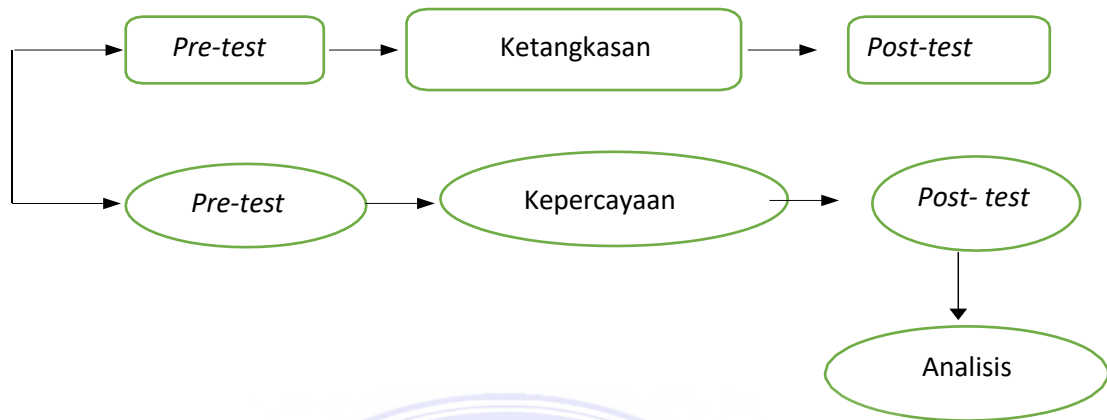 Pre-test
Ketangkasan
Post-test
Pre-test
Kepercayaan
Post- test
Analisis